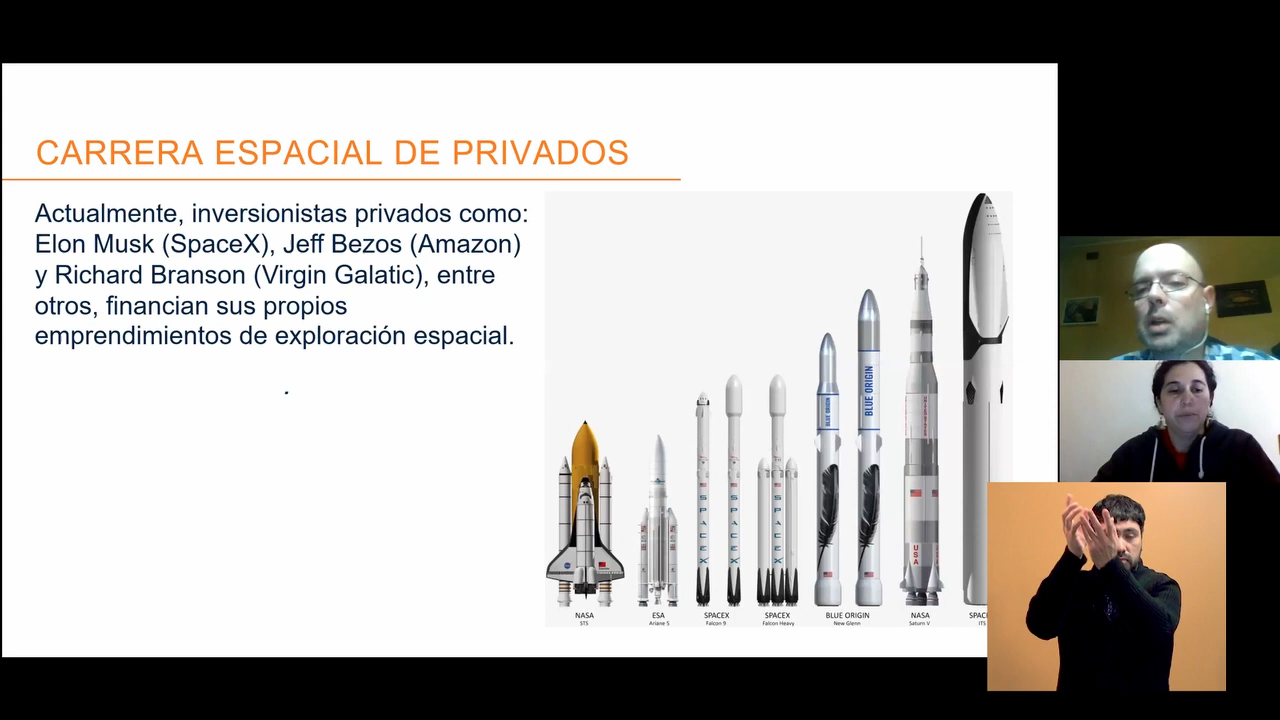 CARRERA ESPACIAL DE PRIVADOS
Actualmente, inversionistas privados como:
Elon Musk (SpaceX), Jeff Bezos (Amazon)
y Richard Branson (Virgin Galatic), entre
otros, financian sus propios
emprendimientos de exploración espacial.
.
BLUE ORIGIN
BLUE ORIGIN
SPACEX
SPACEX
SPACEX
USA
NASA
STS
ESA
Ariane 5
SPACEX
Falcon 9
SPACEX
Falcon Heavy
BLUE ORIGIN
New Glenn
NASA
Saturn V
SPAC
ITS